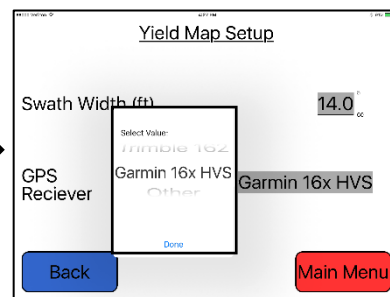 Yield Map Setup
Swath Width (ft)
14.0
Select Value:
Trimble 162
Garmin 16x HVS
Other
Done
GPS
Reciever
Garmin 16x HVS
Back
Main Menu